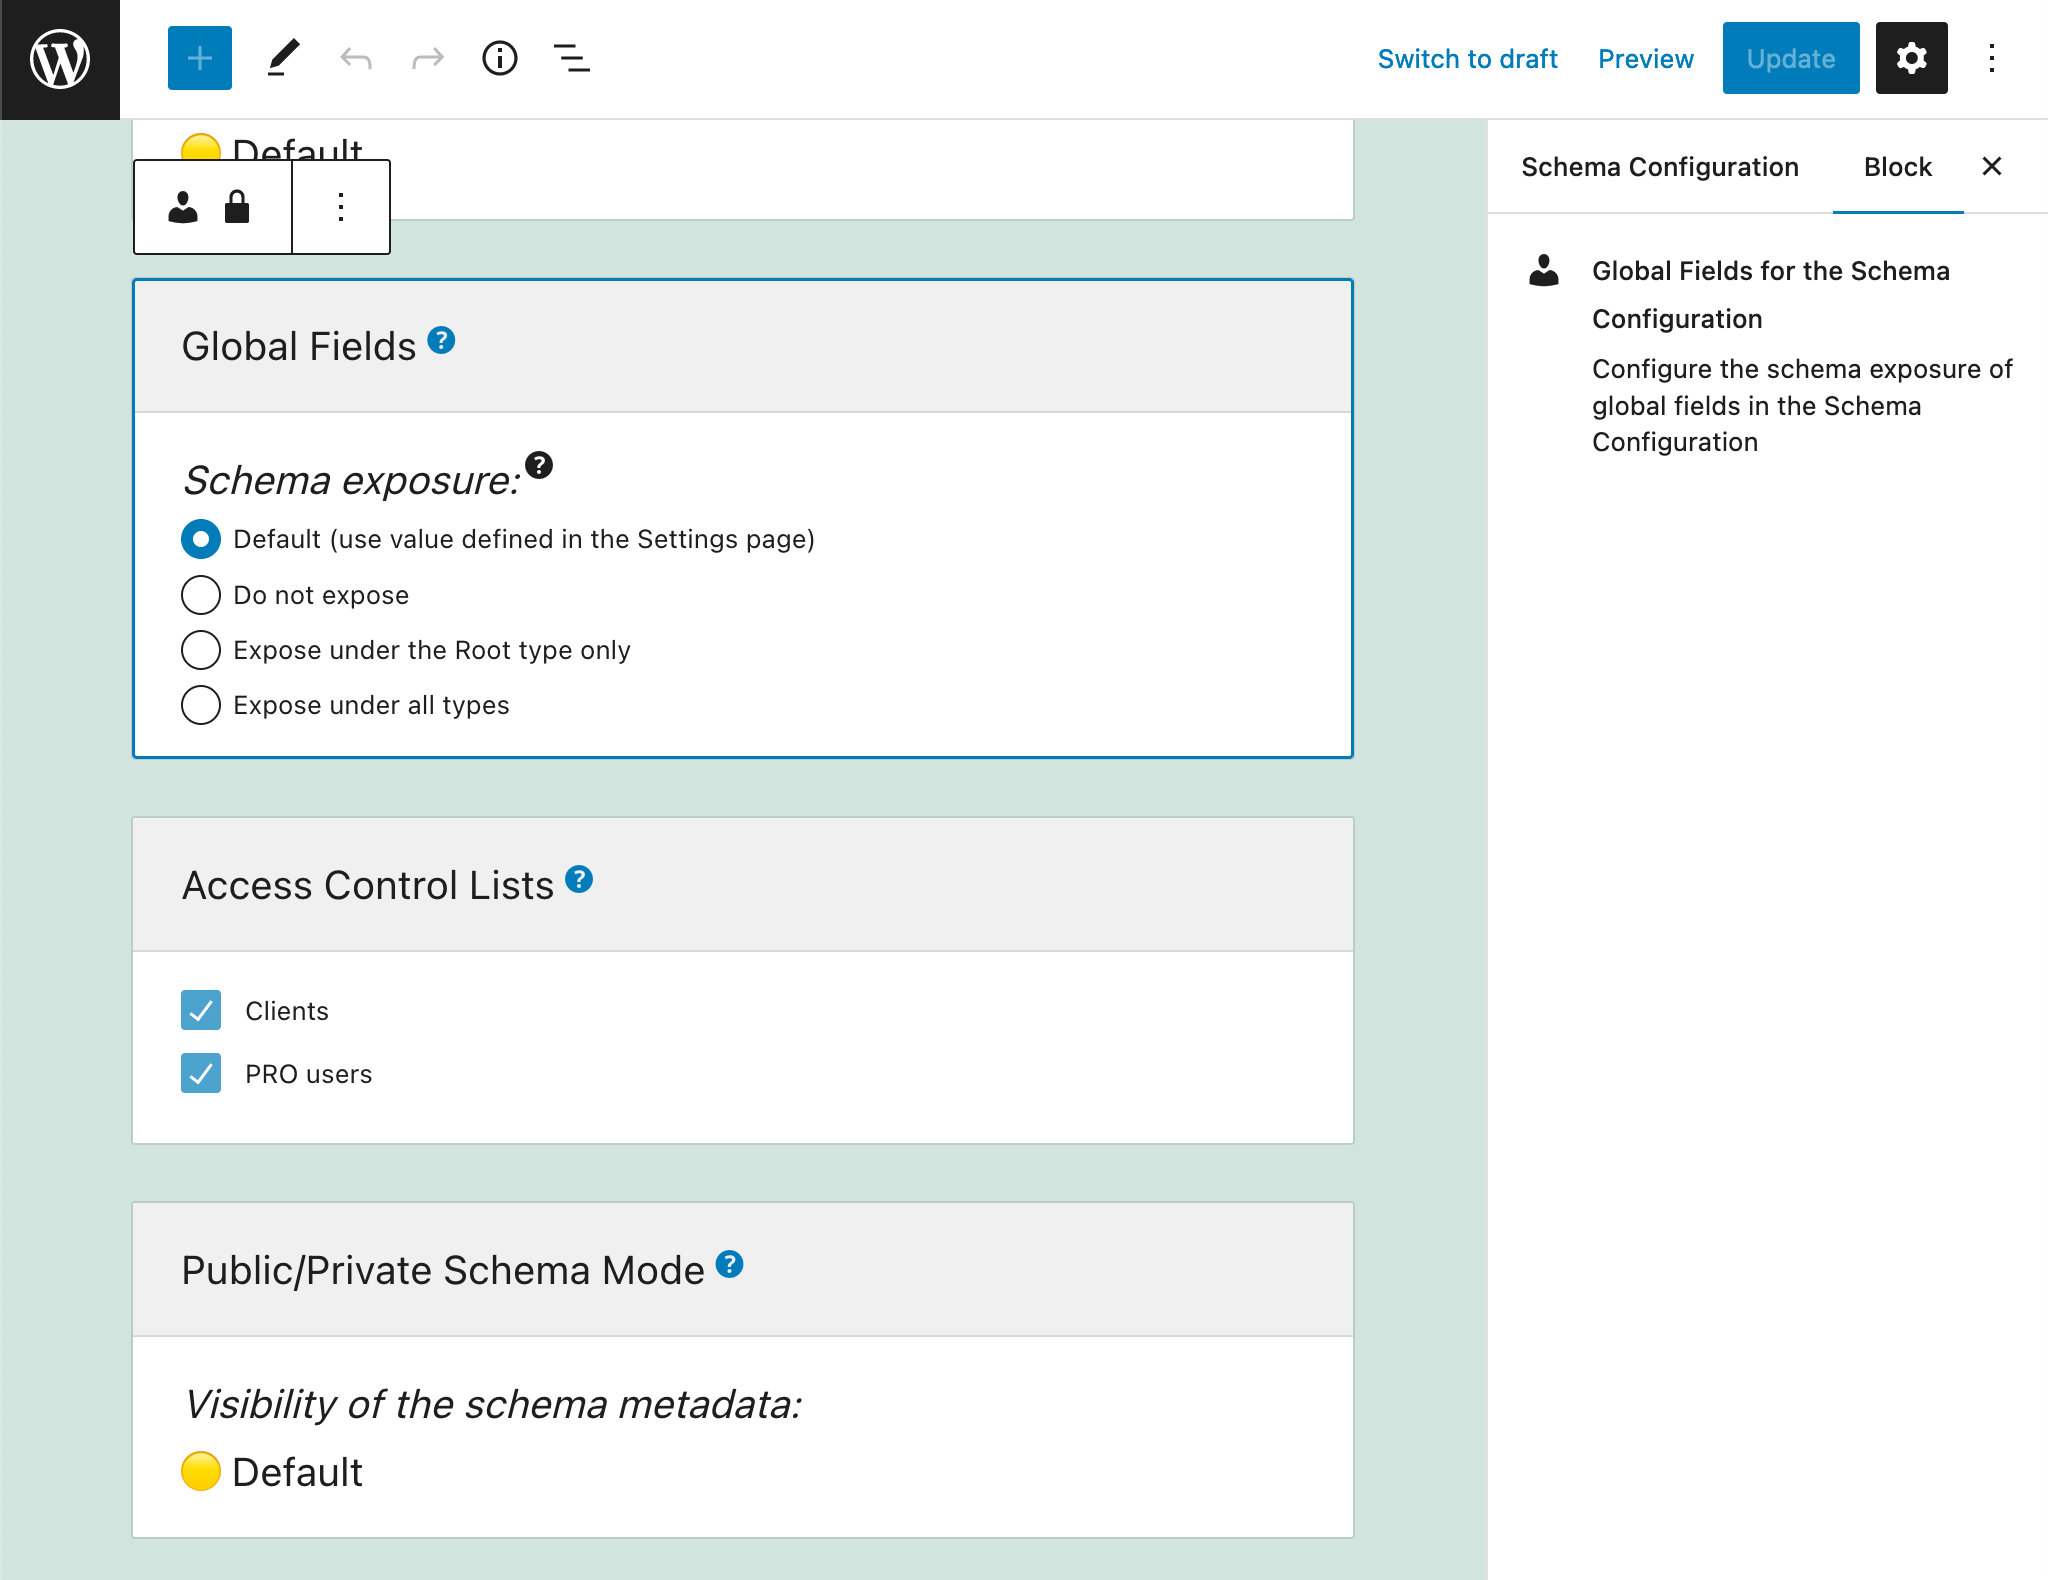 Switch to draft
Preview
Update
Default
Schema Configuration
Block
Global Fields for the Schema
Configuration
Configure the schema exposure of
global fields in the Schema
Configuration
Global Fields
Schema exposure:
Default (use value defined in the Settings page)
Do not expose
Expose under the Root type only
Expose under all types
Access Control Lists
Clients
PRO users
Public/Private Schema Mode
Visibility of the schema metadata:
Default